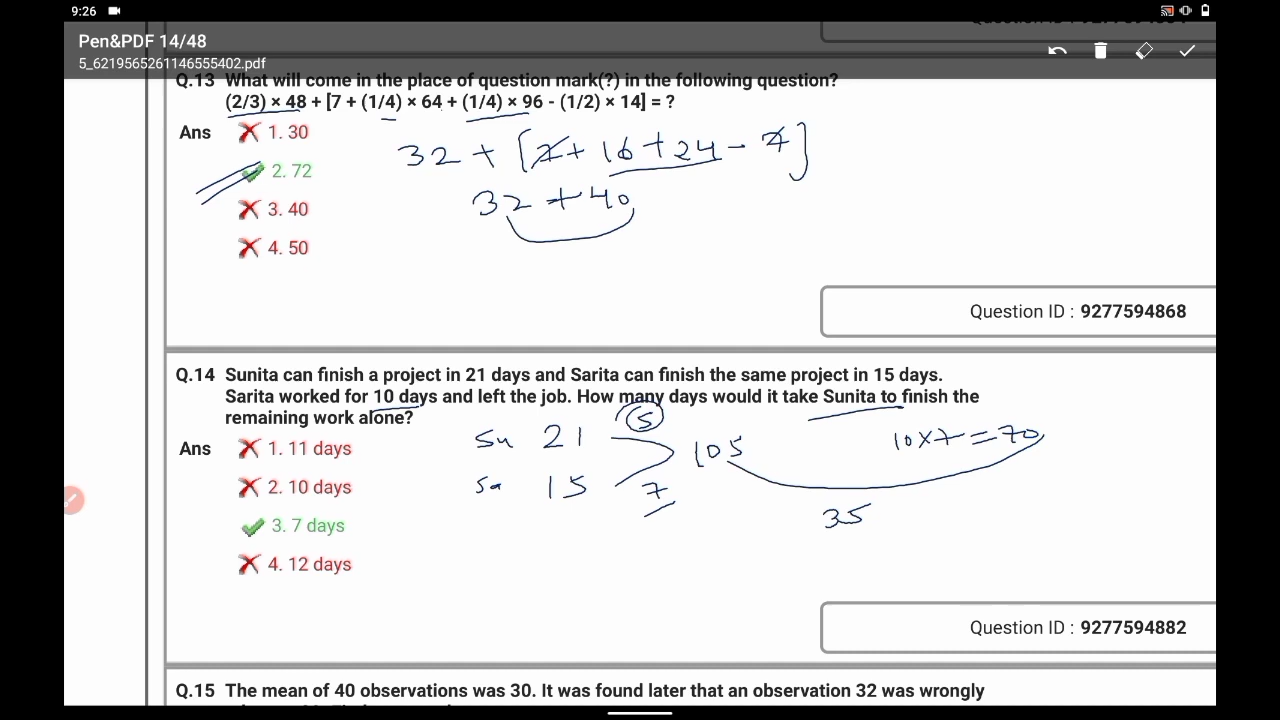 9:26
Pen&PDF 14/48
5_6219565261146555402.pdf
Q.13 What will come in the place of question mark(?) in the following question?
(2/3) × 48 + [7 + (1/4) × 64 + (1/4) × 96 - (1/2) × 14] = ?
Ans 1. 30
2. 72
3. 40
4. 50
32 + [7 + 16 + 24 - 7]
32 + 40
Question ID : 9277594868
Q.14 Sunita can finish a project in 21 days and Sarita can finish the same project in 15 days.
Sarita worked for 10 days and left the job. How many days would it take Sunita to finish the
remaining work alone?
Ans 1. 11 days
2. 10 days
3. 7 days
4. 12 days
Su 21 5
105
10×7=70
Sa 15 7
35
Question ID : 9277594882
Q.15 The mean of 40 observations was 30. It was found later that an observation 32 was wrongly